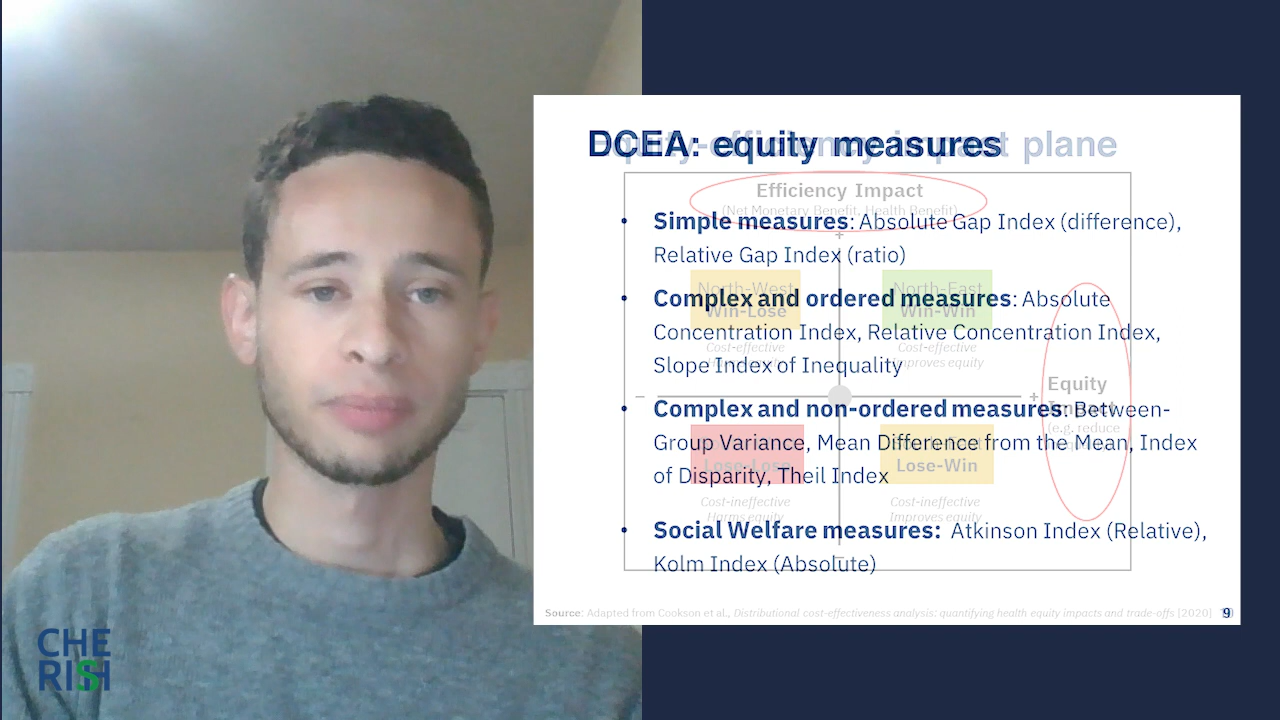 DCEA: equity measures
Equity-efficiency impact plane
Efficiency Impact
(Net Monetary Benefit, Health Benefit)
• Simple measures: Absolute Gap Index (difference),
Relative Gap Index (ratio)
North-West
Win-Lose
North-East
Win-Win
• Complex and ordered measures: Absolute
Concentration Index, Relative Concentration Index,
Slope Index of Inequality
Cost-effective
Cost-effective
Improves equity
Equity
Impact
(e.g. reduce
• Complex and non-ordered measures: Between-
Group Variance, Mean Difference from the Mean, Index
of Disparity, Theil Index
Lose-Lose
Lose-Win
Cost-ineffective
Harms equity
Cost-ineffective
Improves equity
• Social Welfare measures: Atkinson Index (Relative),
Kolm Index (Absolute)
Source: Adapted from Cookson et al., Distributional cost-effectiveness analysis: quantifying health equity impacts and trade-offs [2020]
9
CHE
RISH